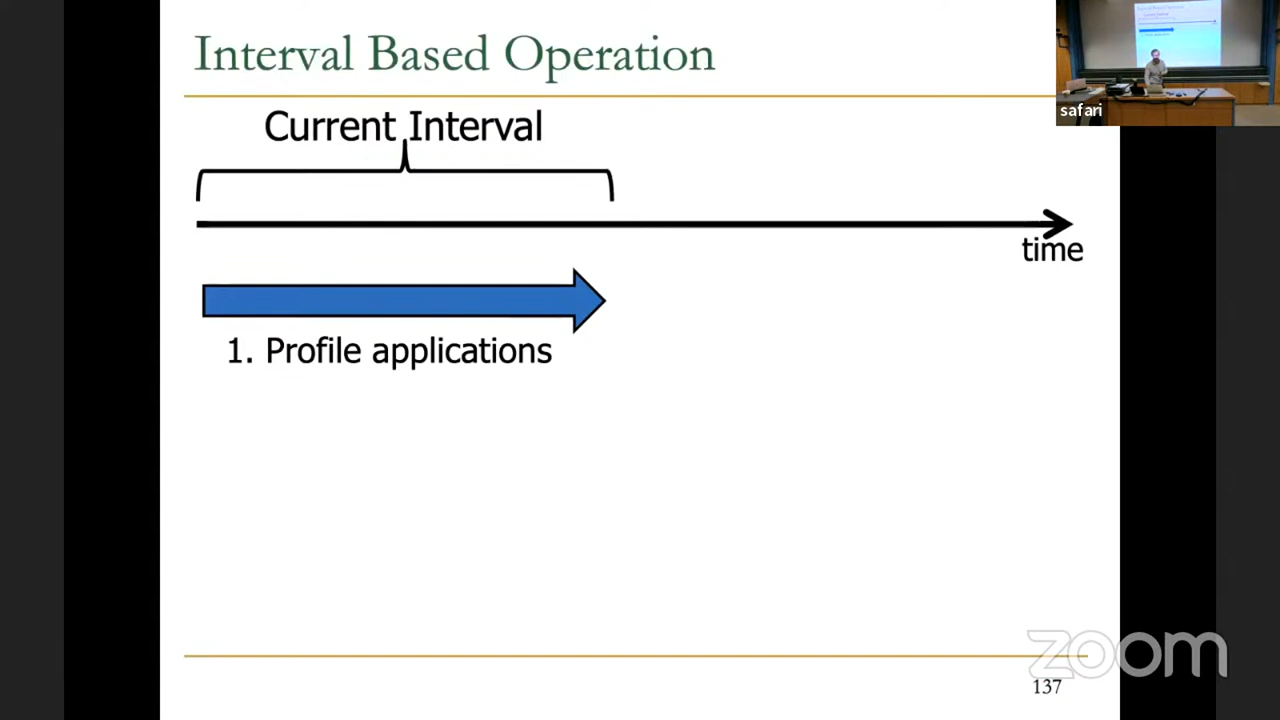 Interval Based Operation
Current Interval
time
1. Profile applications
safari
zoom
137